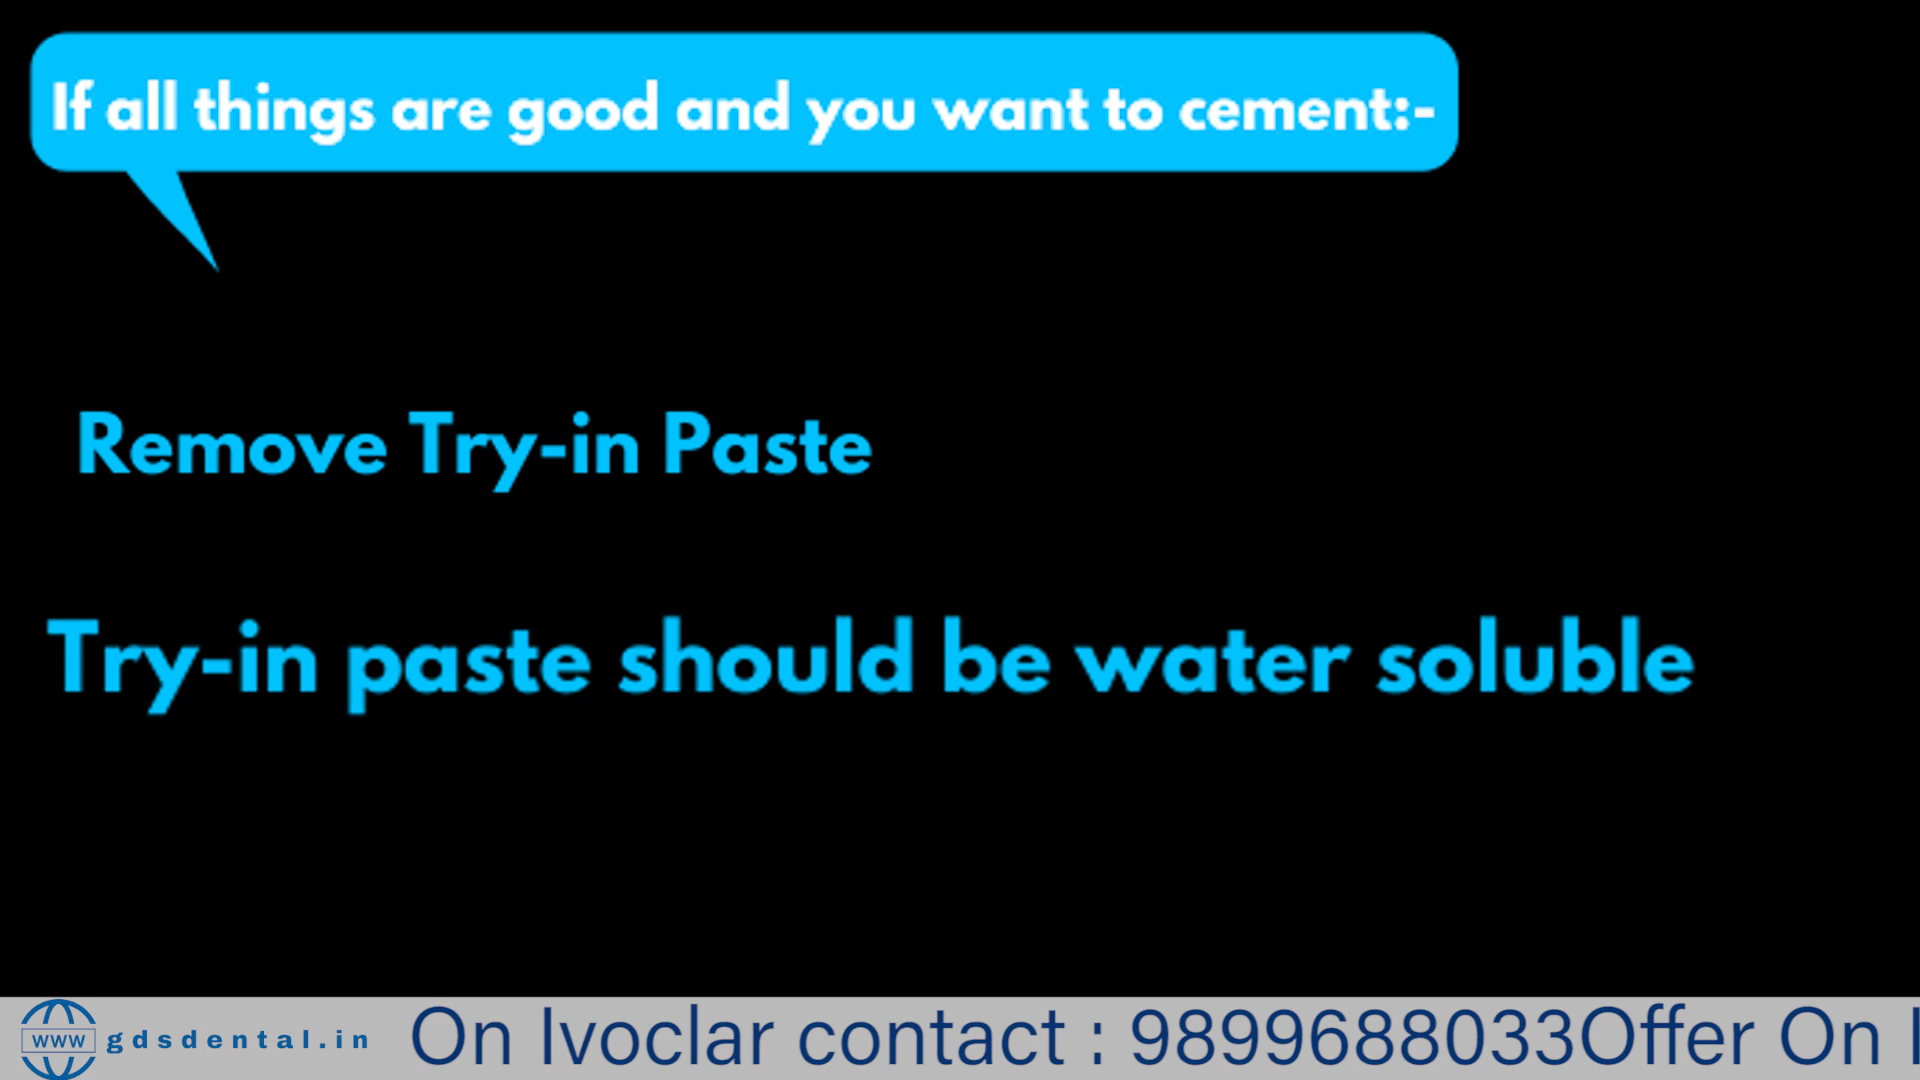 If all things are good and you want to cement:-
Remove Try-in Paste
Try-in paste should be water soluble
www gdsdental.in On Ivoclar contact : 9899688033Offer On